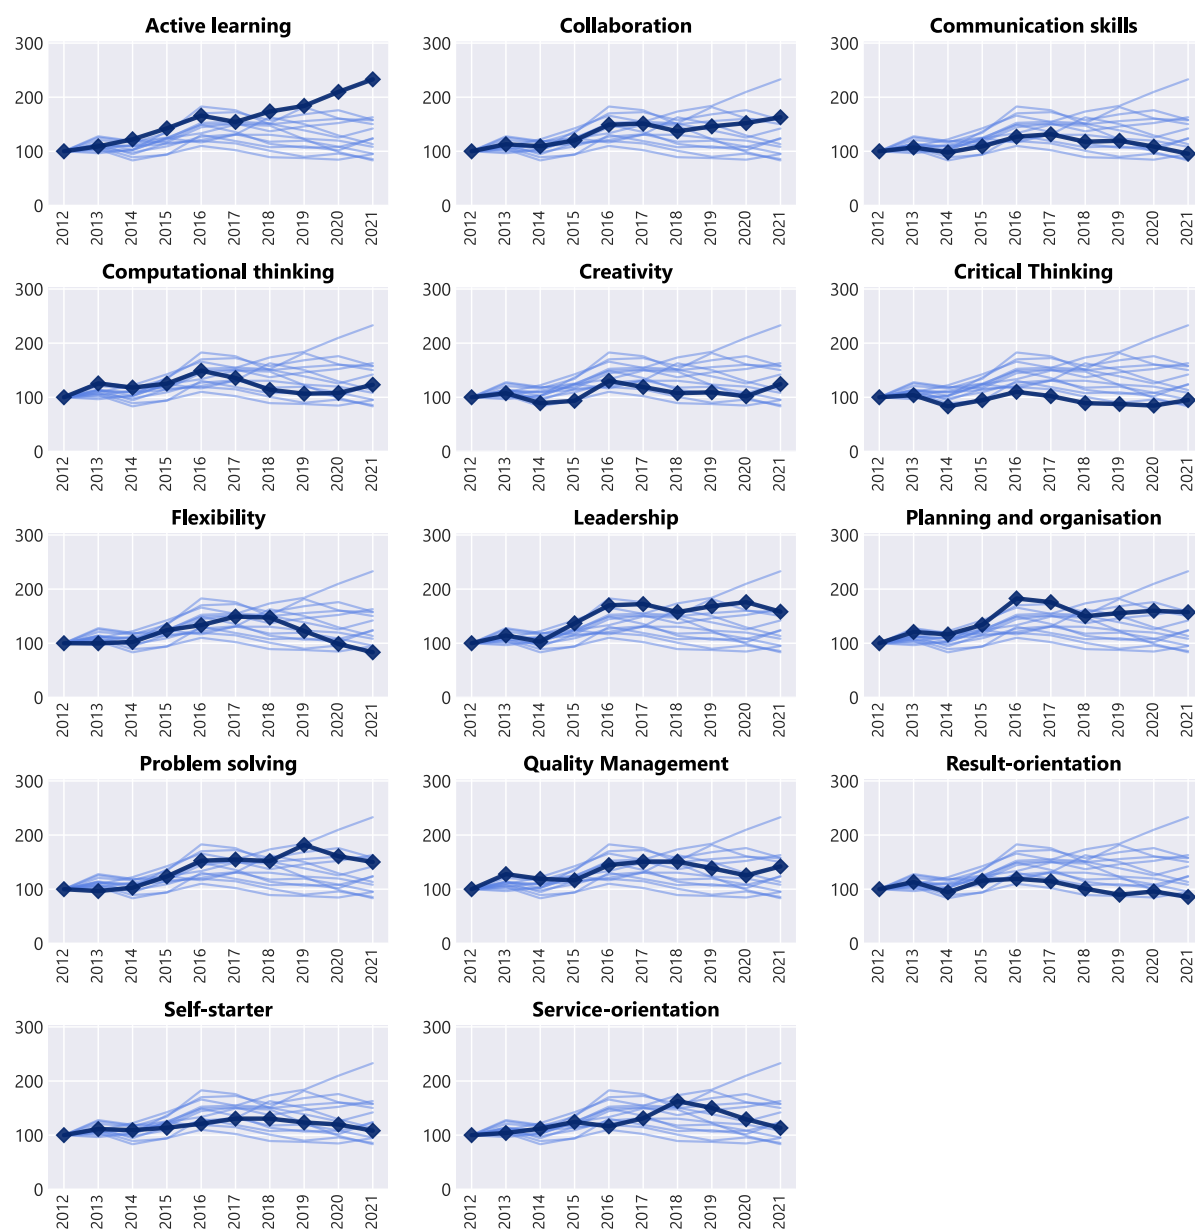 Active learning
Collaboration
Communication skills
300
200
100
0
2012 2013 2014 2015 2016 2017 2018 2019 2020 2021
300
200
100
0
2012 2013 2014 2015 2016 2017 2018 2019 2020 2021
300
200
100
0
2012 2013 2014 2015 2016 2017 2018 2019 2020 2021
Computational thinking
Creativity
Critical Thinking
300
200
100
0
2012 2013 2014 2015 2016 2017 2018 2019 2020 2021
300
200
100
0
2012 2013 2014 2015 2016 2017 2018 2019 2020 2021
300
200
100
0
2012 2013 2014 2015 2016 2017 2018 2019 2020 2021
Flexibility
Leadership
Planning and organisation
300
200
100
0
2012 2013 2014 2015 2016 2017 2018 2019 2020 2021
300
200
100
0
2012 2013 2014 2015 2016 2017 2018 2019 2020 2021
300
200
100
0
2012 2013 2014 2015 2016 2017 2018 2019 2020 2021
Problem solving
Quality Management
Result-orientation
300
200
100
0
2012 2013 2014 2015 2016 2017 2018 2019 2020 2021
300
200
100
0
2012 2013 2014 2015 2016 2017 2018 2019 2020 2021
300
200
100
0
2012 2013 2014 2015 2016 2017 2018 2019 2020 2021
Self-starter
Service-orientation
300
200
100
0
2012 2013 2014 2015 2016 2017 2018 2019 2020 2021
300
200
100
0
2012 2013 2014 2015 2016 2017 2018 2019 2020 2021